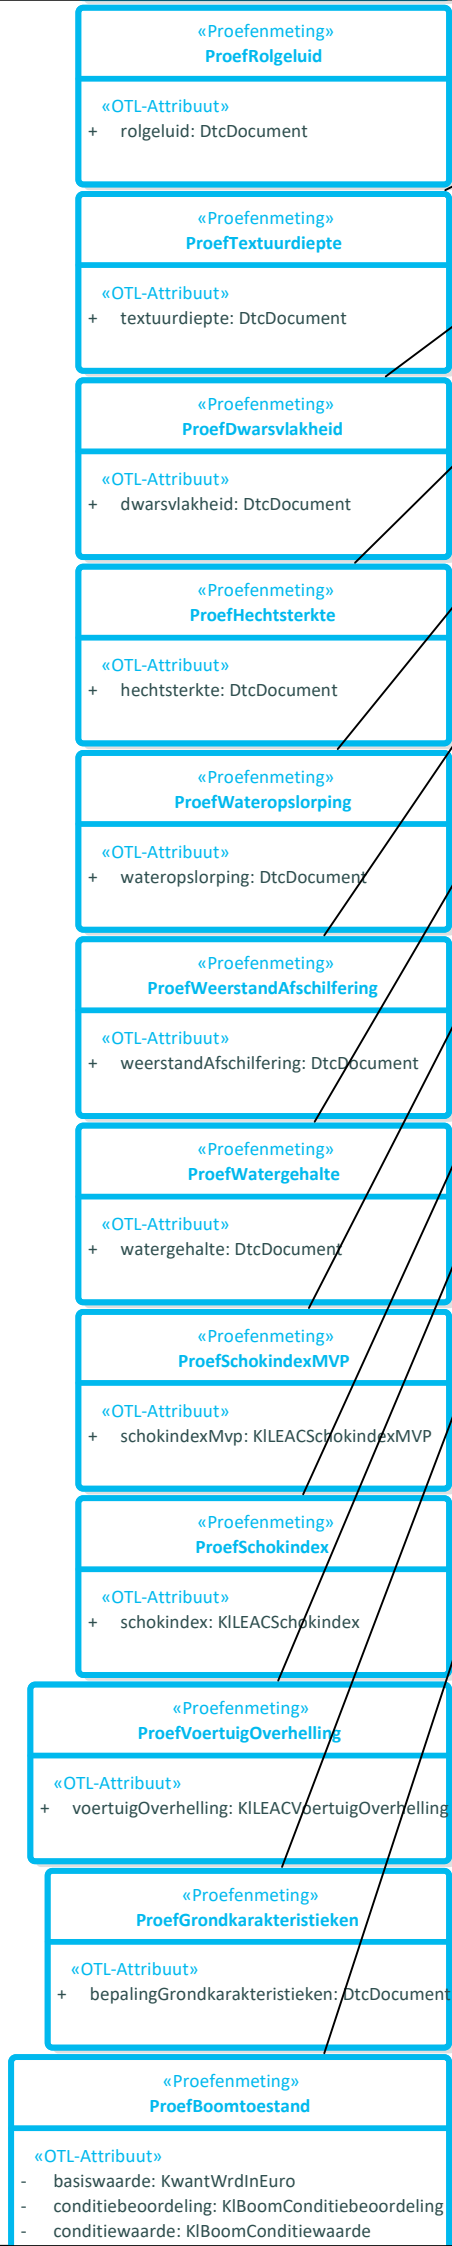 «Proefenmeting»
ProefRolgeluid
«OTL-Attribuut»
+ rolgeluid: DtcDocument
«Proefenmeting»
ProefTextuurdiepte
«OTL-Attribuut»
+ textuurdiepte: DtcDocument
«Proefenmeting»
ProefDwarsvlakheid
«OTL-Attribuut»
+ dwarsvlakheid: DtcDocument
«Proefenmeting»
ProefHechtsterkte
«OTL-Attribuut»
+ hechtsterkte: DtcDocument
«Proefenmeting»
ProefWateropslorping
«OTL-Attribuut»
+ wateropslorping: DtcDocument
«Proefenmeting»
ProefWeerstandAfschilfering
«OTL-Attribuut»
+ weerstandAfschilfering: DtcDocument
«Proefenmeting»
ProefWatergehalte
«OTL-Attribuut»
+ watergehalte: DtcDocument
«Proefenmeting»
ProefSchokindexMVP
«OTL-Attribuut»
+ schokindexMvp: KlLEACSchokindexMVP
«Proefenmeting»
ProefSchokindex
«OTL-Attribuut»
+ schokindex: KlLEACSchokindex
«Proefenmeting»
ProefVoertuigOverhelling
«OTL-Attribuut»
+ voertuigOverhelling: KlLEACVoertuigOverhelling
«Proefenmeting»
ProefGrondkarakteristieken
«OTL-Attribuut»
+ bepalingGrondkarakteristieken: DtcDocument
«Proefenmeting»
ProefBoomtoestand
«OTL-Attribuut»
- basiswaarde: KwantWrdInEuro
- conditiebeoordeling: KlBoomConditiebeoordeling
- conditiewaarde: KlBoomConditiewaarde